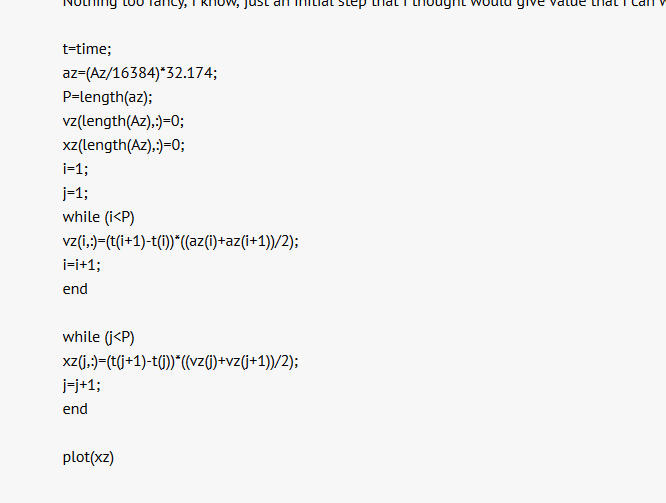 Nothing too fancy, I know, just an initial step that I thought would give value that I can
t=time;
az=(Az/16384)*32.174;
P=length(az);
vz(length(Az),:)=0;
xz(length(Az),:)=0;
i=1;
j=1;
while (i<P)
vz(i,:)=(t(i+1)-t(i))*((az(i)+az(i+1))/2);
i=i+1;
end
while (j<P)
xz(j,:)=(t(j+1)-t(j))*((vz(j)+vz(j+1))/2);
j=j+1;
end
plot(xz)